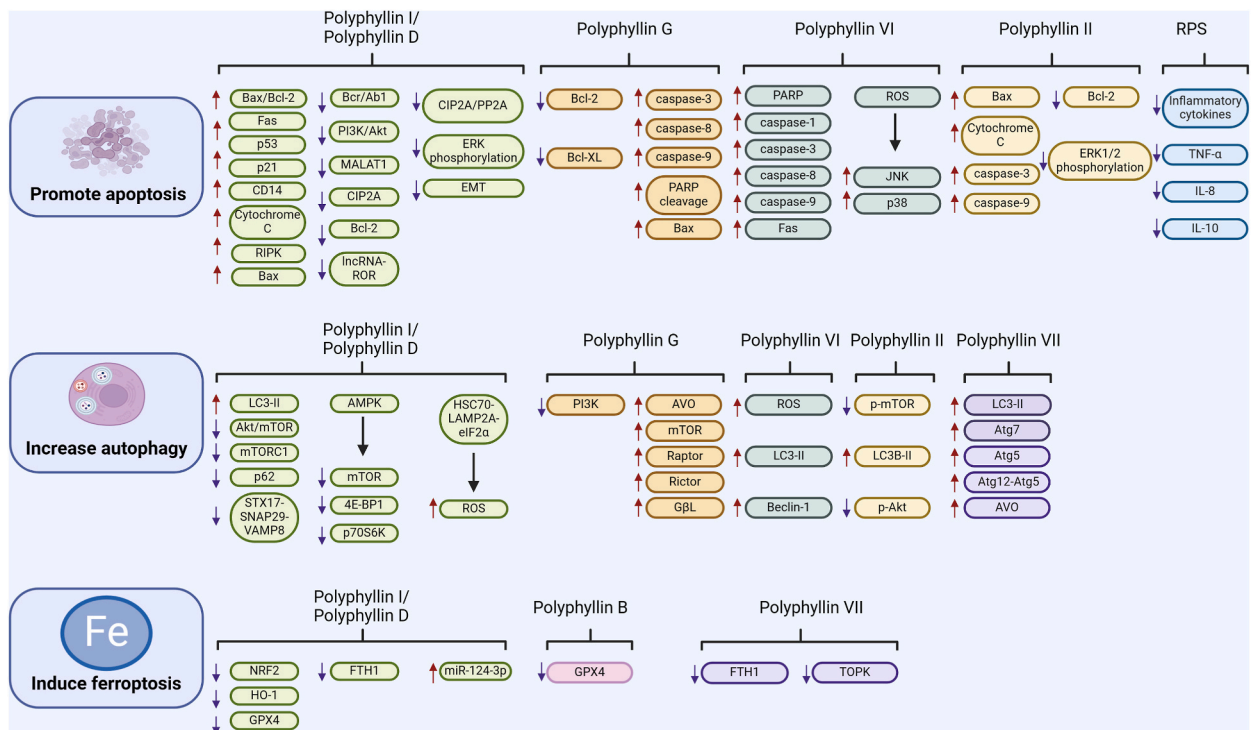 Polyphyllin I/
Polyphyllin D
Polyphyllin G
Polyphyllin VI
Polyphyllin II
RPS
Promote apoptosis
Bax/Bcl-2
Fas
p53
p21
CD14
Cytochrome
C
RIPK
Bax
Bcr/Ab1
PI3K/Akt
MALAT1
CIP2A
Bcl-2
lncRNA-
ROR
CIP2A/PP2A
ERK
phosphorylation
EMT
Bcl-2
Bcl-XL
caspase-3
caspase-8
caspase-9
PARP
cleavage
Bax
PARP
caspase-1
caspase-3
caspase-8
caspase-9
Fas
ROS
JNK
p38
Bax
Cytochrome
C
caspase-3
caspase-9
Bcl-2
ERK1/2
phosphorylation
Inflammatory
cytokines
TNF-α
IL-8
IL-10
Polyphyllin I/
Polyphyllin D
Polyphyllin G
Polyphyllin VI
Polyphyllin II
Polyphyllin VII
Increase autophagy
LC3-II
Akt/mTOR
mTORC1
p62
STX17-
SNAP29-
VAMP8
AMPK
mTOR
4E-BP1
p70S6K
HSC70-
LAMP2A-
eIF2α
ROS
PI3K
AVO
mTOR
Raptor
Rictor
GβL
ROS
LC3-II
Beclin-1
p-mTOR
LC3B-II
p-Akt
LC3-II
Atg7
Atg5
Atg12-Atg5
AVO
Polyphyllin I/
Polyphyllin D
Polyphyllin B
Polyphyllin VII
Fe
Induce ferroptosis
NRF2
HO-1
GPX4
FTH1
miR-124-3p
GPX4
FTH1
TOPK